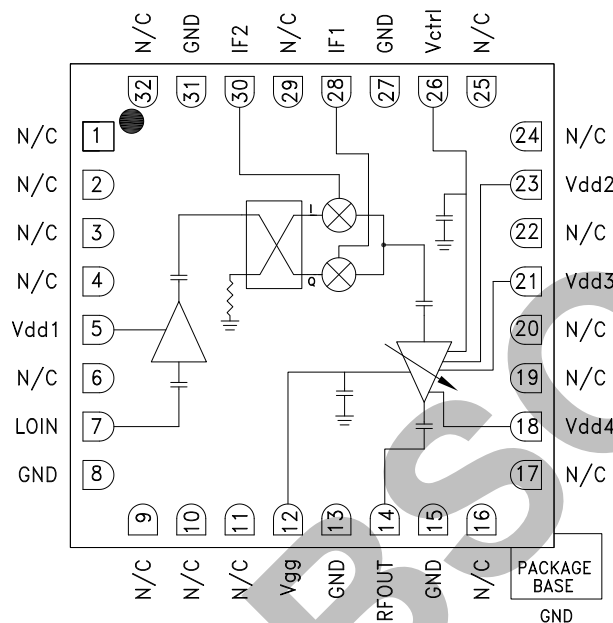 N/C GND IF2 N/C IF1 GND Vctrl N/C
32 31 30 29 28 27 26 25
N/C 1
N/C 2
N/C 3
N/C 4
Vdd1 5
N/C 6
LOIN 7
GND 8
I
Q
24 N/C
23 Vdd2
22 N/C
21 Vdd3
20 N/C
19 N/C
18 Vdd4
17 N/C
9 10 11 12 13 14 15 16
N/C N/C N/C Vgg GND RFOUT GND N/C
PACKAGE
BASE
GND
BSO